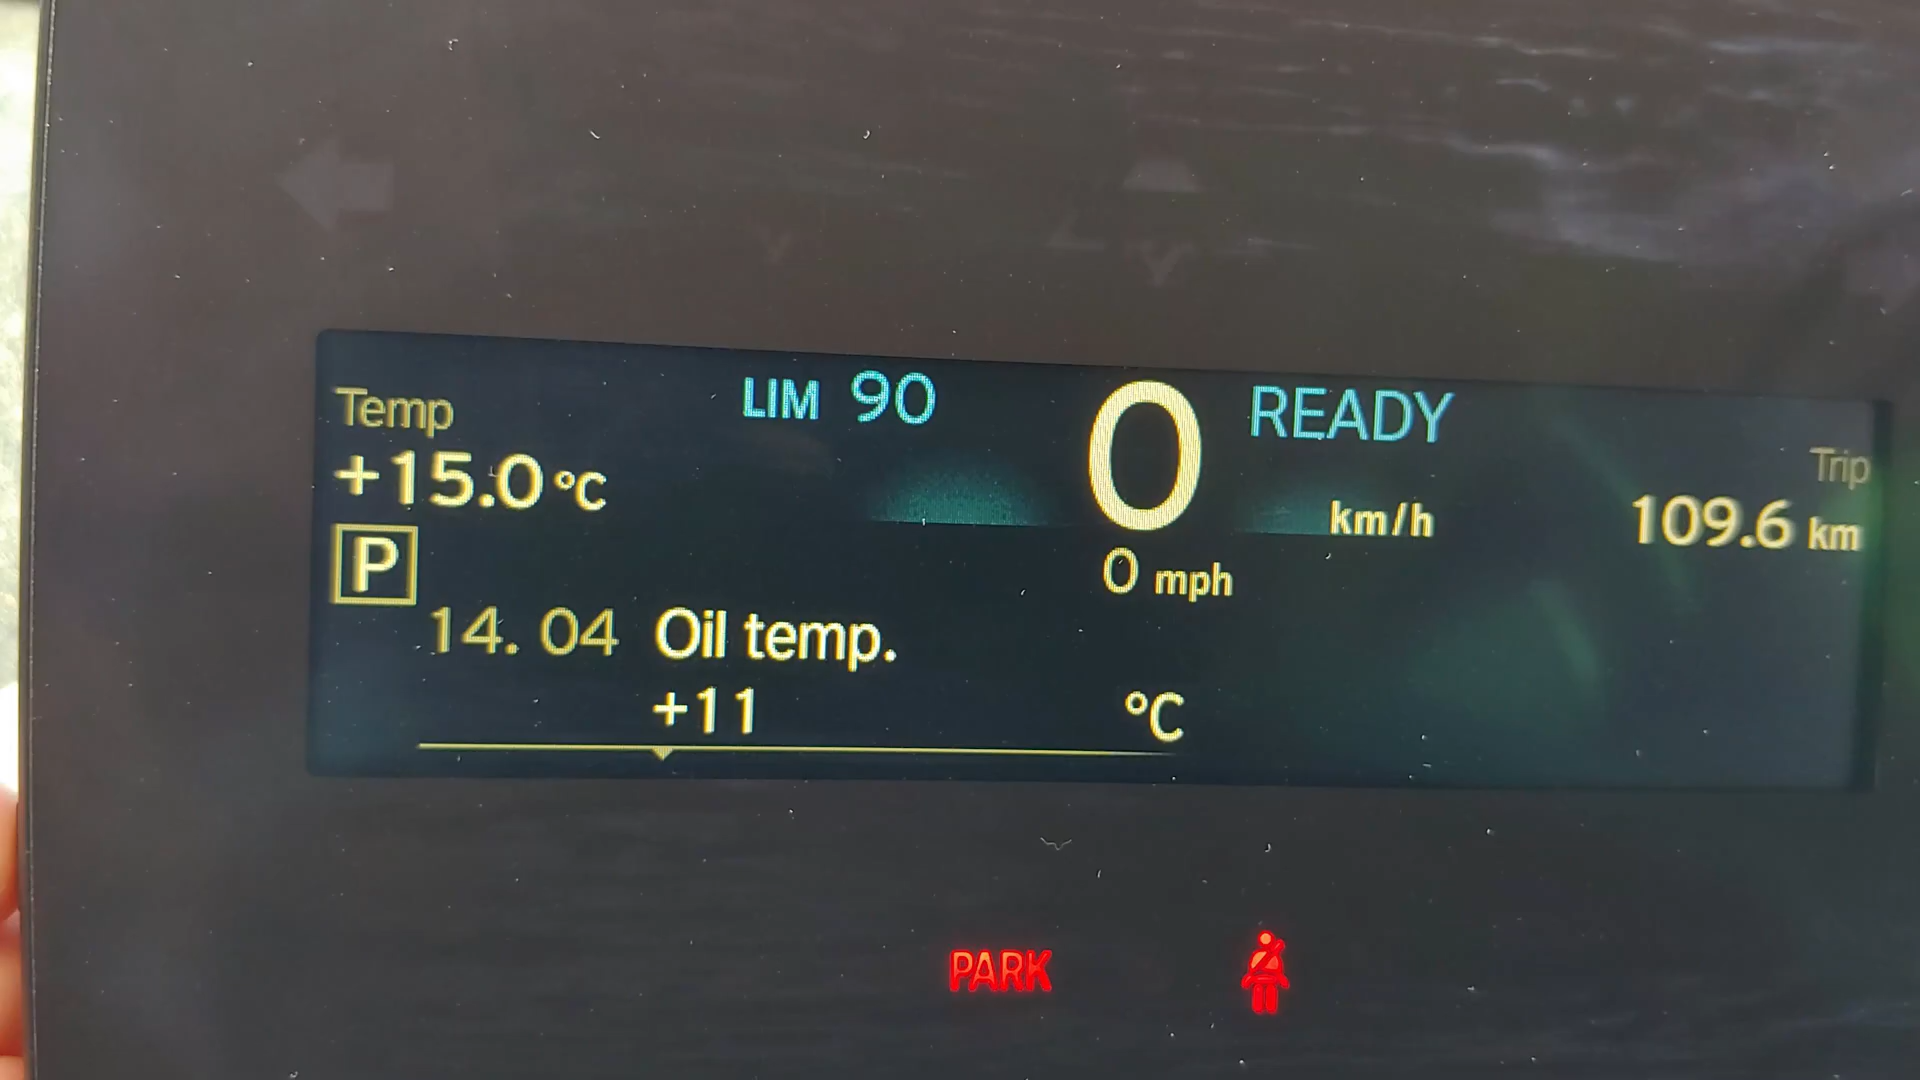 Temp LIM 90 0 READY
+15.0 °C km/h Trip
P 0 mph 109.6 km
14. 04 Oil temp.
+11 °C
PARK